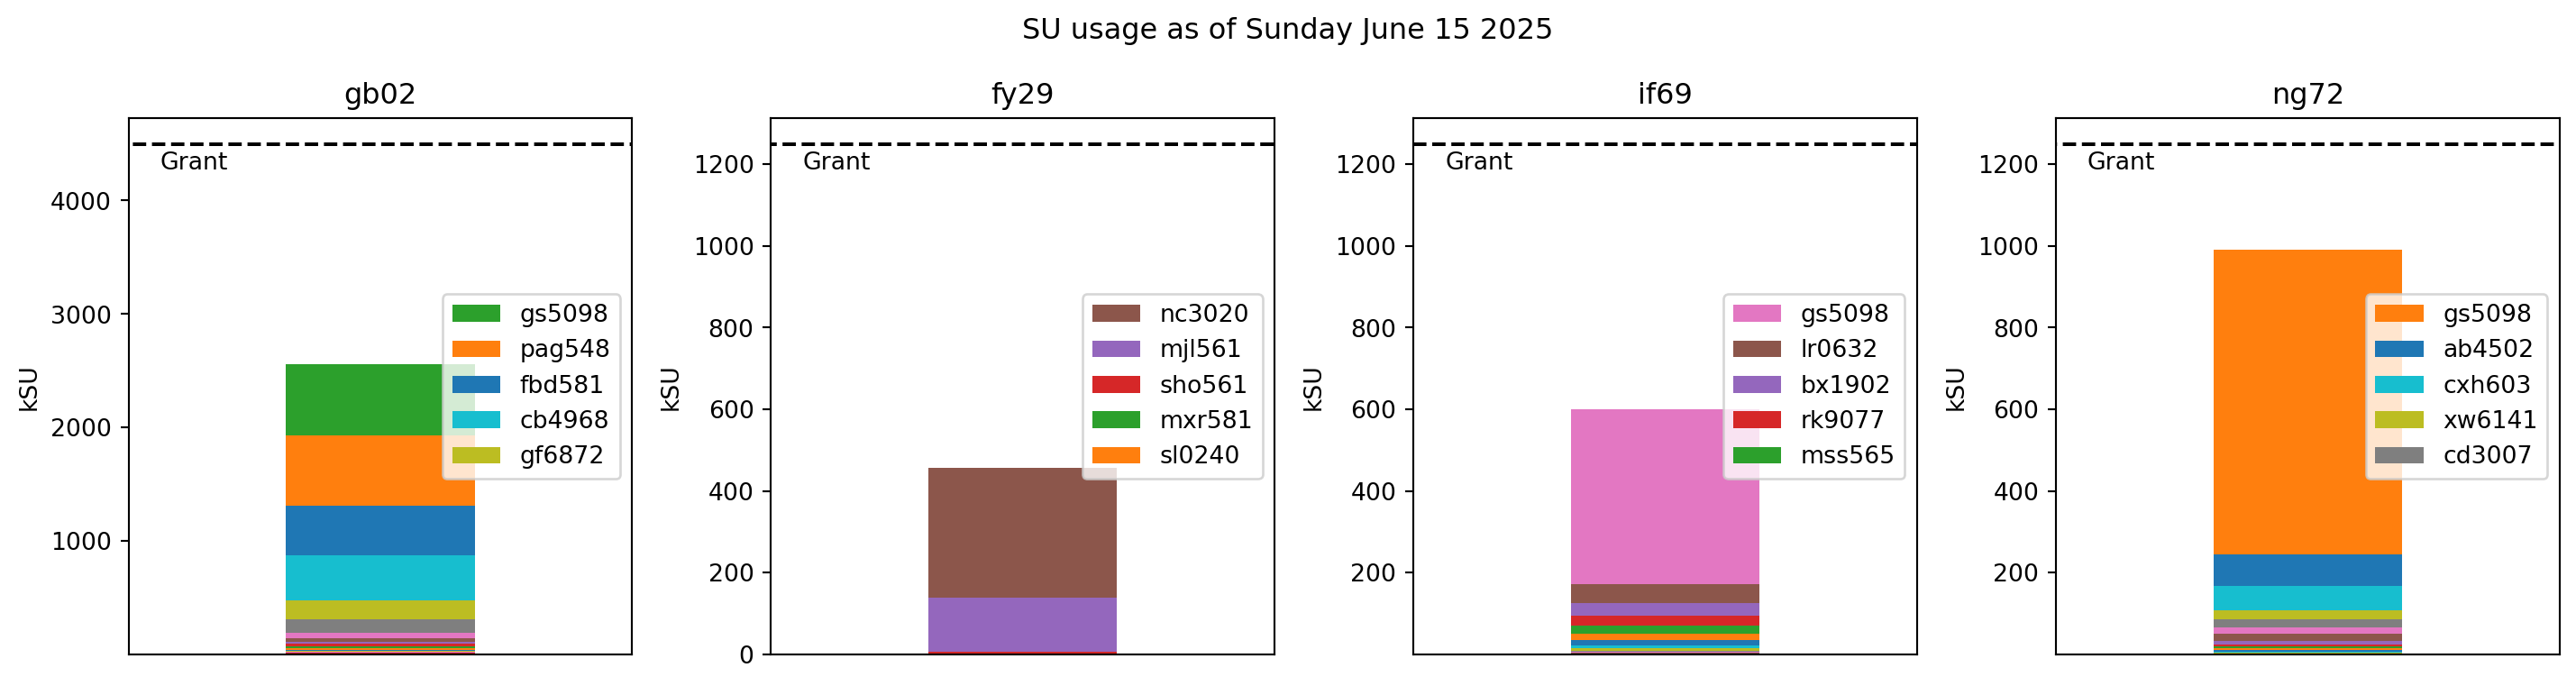 SU usage as of Sunday June 15 2025
gb02
kSU
4000
3000
2000
1000
Grant
gs5098
pag548
fbd581
cb4968
gf6872
fy29
kSU
1200
1000
800
600
400
200
0
Grant
nc3020
mjl561
sho561
mxr581
sl0240
if69
kSU
1200
1000
800
600
400
200
Grant
gs5098
lr0632
bx1902
rk9077
mss565
ng72
kSU
1200
1000
800
600
400
200
Grant
gs5098
ab4502
cxh603
xw6141
cd3007